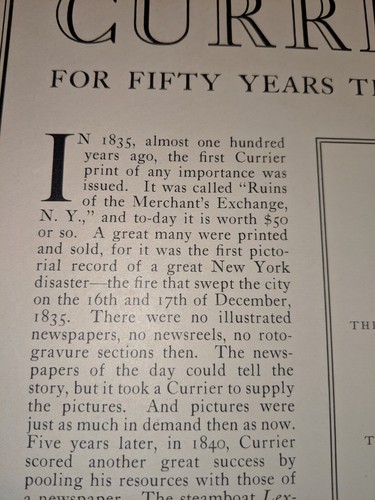 CURRI
FOR FIFTY YEARS
IN 1835, almost one hundred
years ago, the first Currier
print of any importance was
issued. It was called "Ruins
of the Merchant's Exchange,
N. Y.," and to-day it is worth $50
or so. A great many were printed
and sold, for it was the first picto-
rial record of a great New York
disaster—the fire that swept the city
on the 16th and 17th of December,
1835. There were no illustrated
newspapers, no newsreels, no roto-
gravure sections then. The news-
papers of the day could tell the
story, but it took a Currier to supply
the pictures. And pictures were
just as much in demand then as now.
Five years later, in 1840, Currier
scored another great success by
pooling his resources with those of
a newspaper. The steamboat Lex-
TH
T